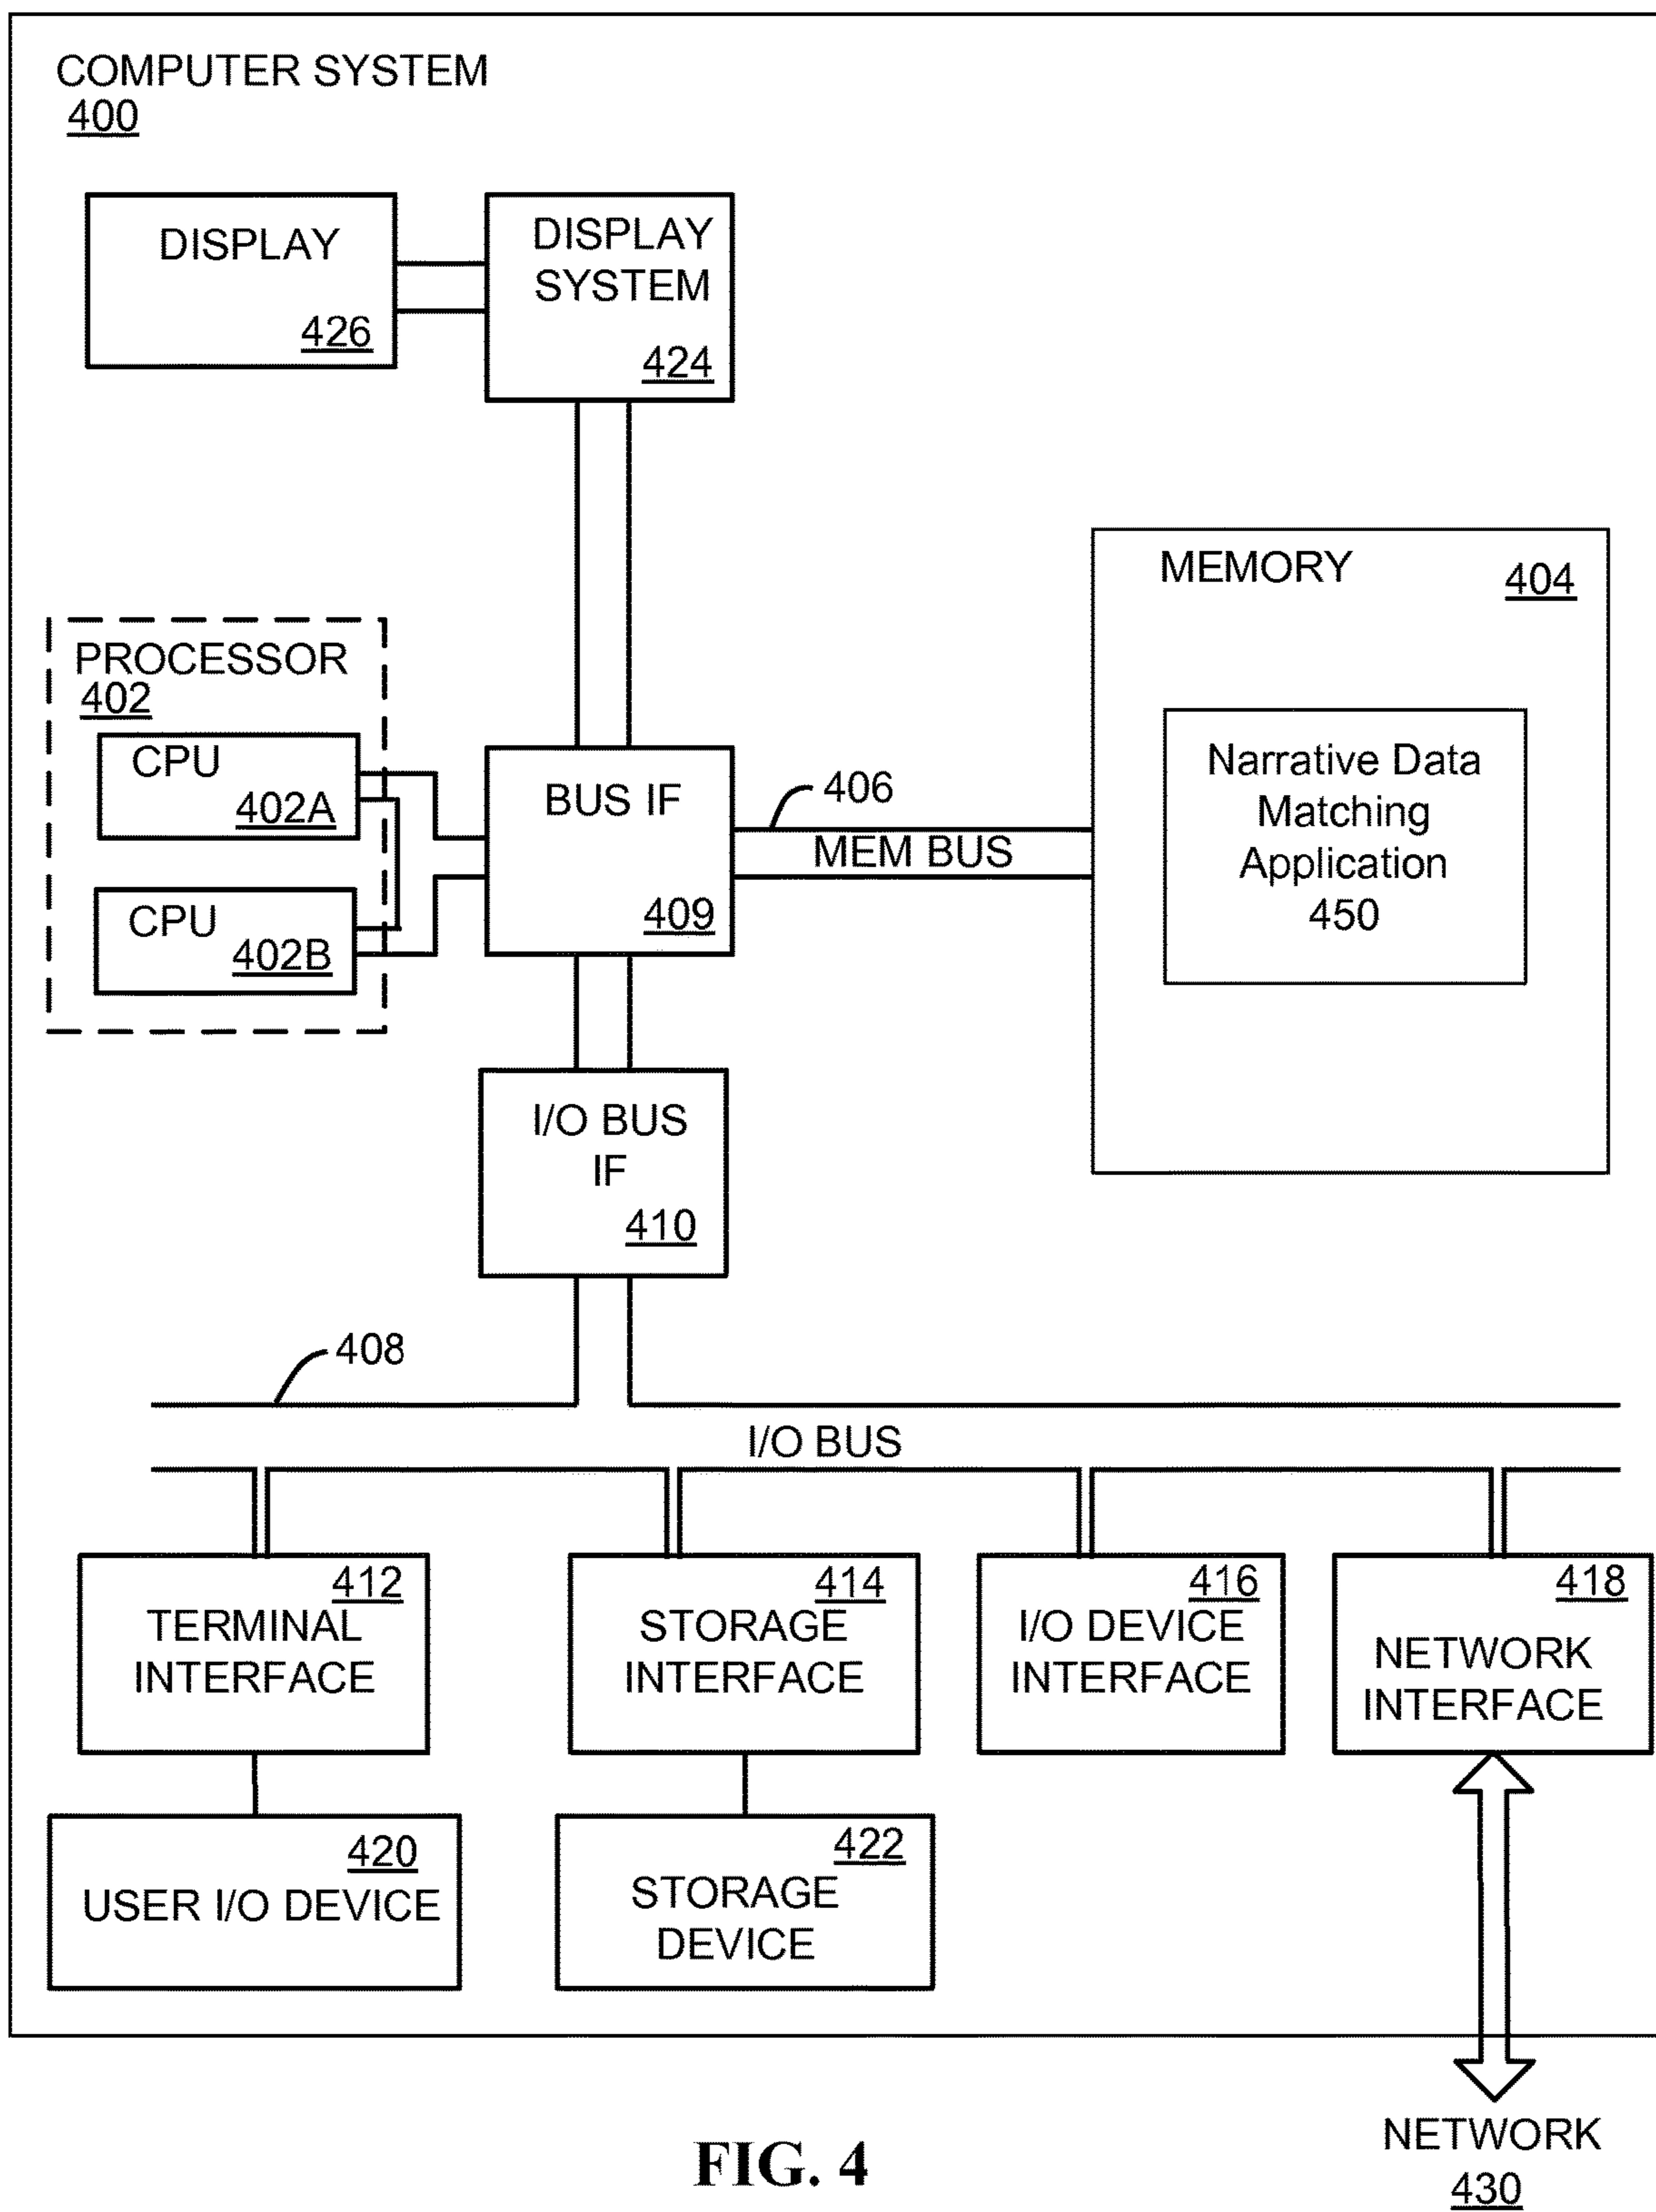 COMPUTER SYSTEM
400
DISPLAY
426
DISPLAY
SYSTEM
424
PROCESSOR
402
CPU
402A
CPU
402B
BUS IF
409
406
MEM BUS
MEMORY
404
Narrative Data
Matching
Application
450
I/O BUS
IF
410
408
I/O BUS
412
TERMINAL
INTERFACE
414
STORAGE
INTERFACE
416
I/O DEVICE
INTERFACE
418
NETWORK
INTERFACE
420
USER I/O DEVICE
422
STORAGE
DEVICE
NETWORK
430
FIG. 4